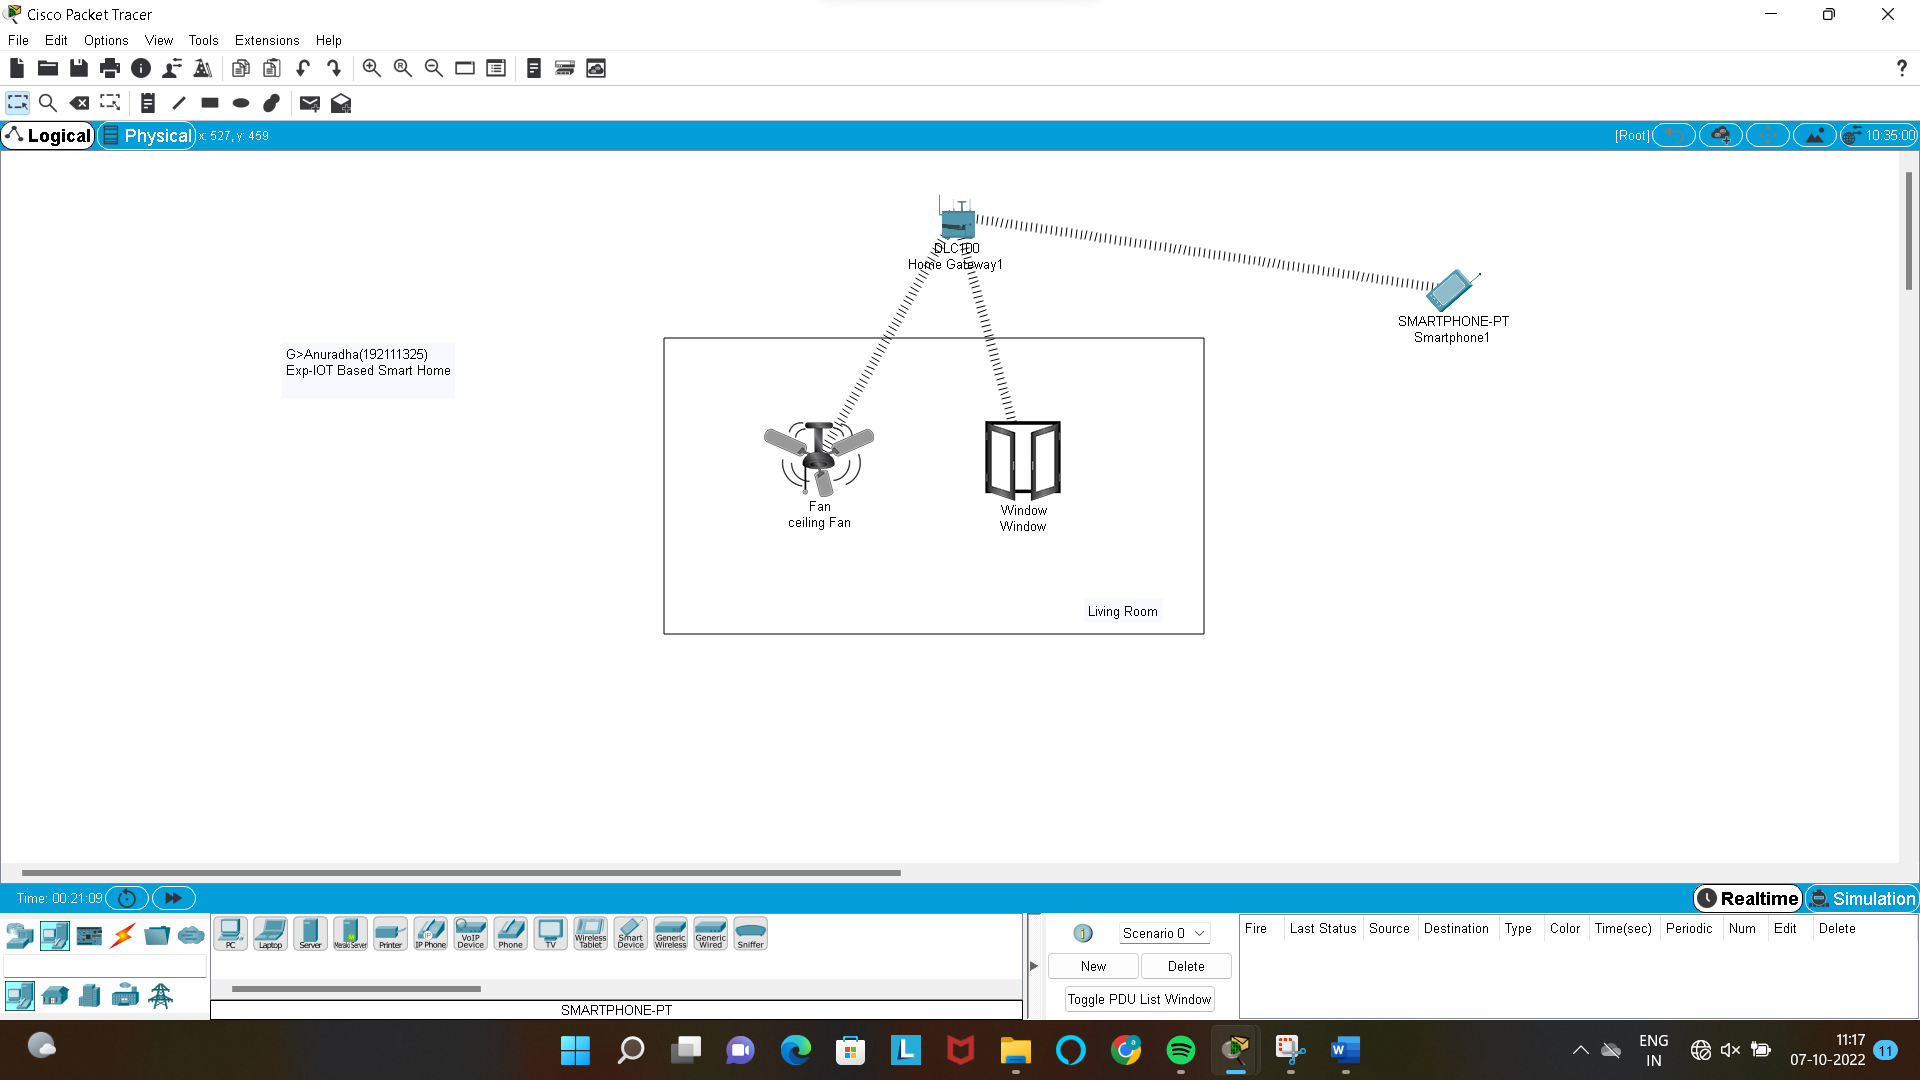 Cisco Packet Tracer
File Edit Options View Tools Extensions Help
?
Logical Physical x: 527, y: 459 [Root] 10:35:00
DLC100
Home Gateway1
SMARTPHONE-PT
Smartphone1
G>Anuradha(192111325)
Exp-IOT Based Smart Home
Fan
ceiling Fan
Window
Window
Living Room
Time: 00:21:09 Realtime Simulation
PC Laptop Server Meraki Server Printer IP Phone VoIP Device Phone TV Wireless Tablet Smart Device Generic Wireless Generic Wired Sniffer
SMARTPHONE-PT
Scenario 0
New Delete
Toggle PDU List Window
Fire Last Status Source Destination Type Color Time(sec) Periodic Num Edit Delete
ENG
IN
11:17
07-10-2022
11